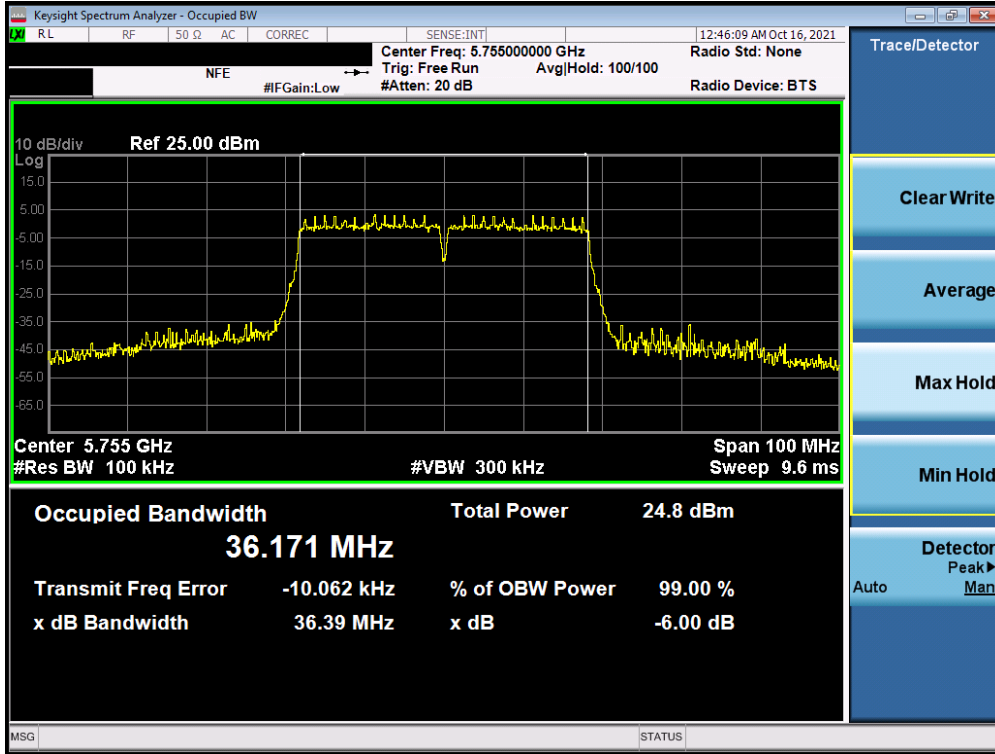 Keysight Spectrum Analyzer - Occupied BW
LXI RL RF 50 Ω AC CORREC SENSE:INT 12:46:09 AM Oct 16, 2021
Center Freq: 5.755000000 GHz Radio Std: None
NFE Trig: Free Run Avg|Hold: 100/100
#IFGain:Low #Atten: 20 dB Radio Device: BTS
Trace/Detector
10 dB/div Ref 25.00 dBm
Log
15.0
5.00
-5.00
-15.0
-25.0
-35.0
-45.0
-55.0
-65.0
Center 5.755 GHz Span 100 MHz
#Res BW 100 kHz #VBW 300 kHz Sweep 9.6 ms
Occupied Bandwidth Total Power 24.8 dBm
36.171 MHz
Transmit Freq Error -10.062 kHz % of OBW Power 99.00 %
x dB Bandwidth 36.39 MHz x dB -6.00 dB
Clear Write
Average
Max Hold
Min Hold
Detector
Peak▶
Auto Man
MSG STATUS